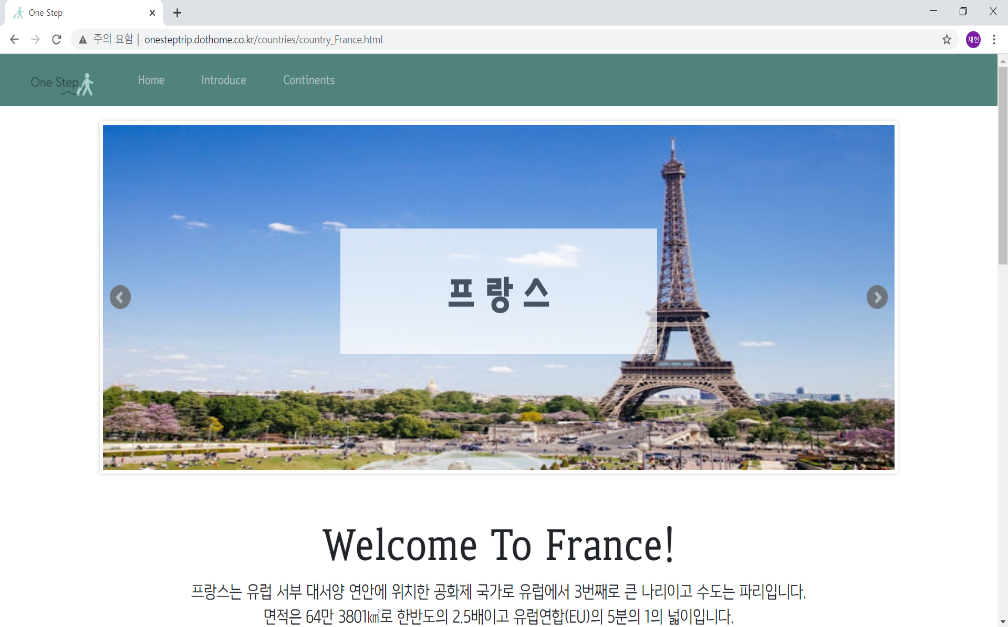 One Step
주의 요함 | onesteptrip.dothome.co.kr/countries/country_France.html
재현
One Step
Home
Introduce
Continents
프랑스
Welcome To France!
프랑스는 유럽 서부 대서양 연안에 위치한 공화제 국가로 유럽에서 3번째로 큰 나리이고 수도는 파리입니다.
면적은 64만 3801㎢로 한반도의 2.5배이고 유럽연합(EU)의 5분의 1의 넓이입니다.